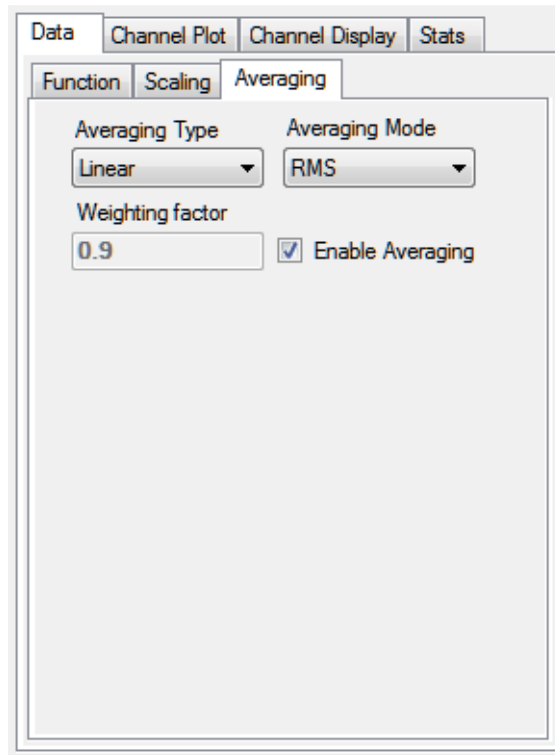 Data Channel Plot Channel Display Stats
Function Scaling Averaging
Averaging Type Averaging Mode
Linear RMS
Weighting factor
0.9 Enable Averaging